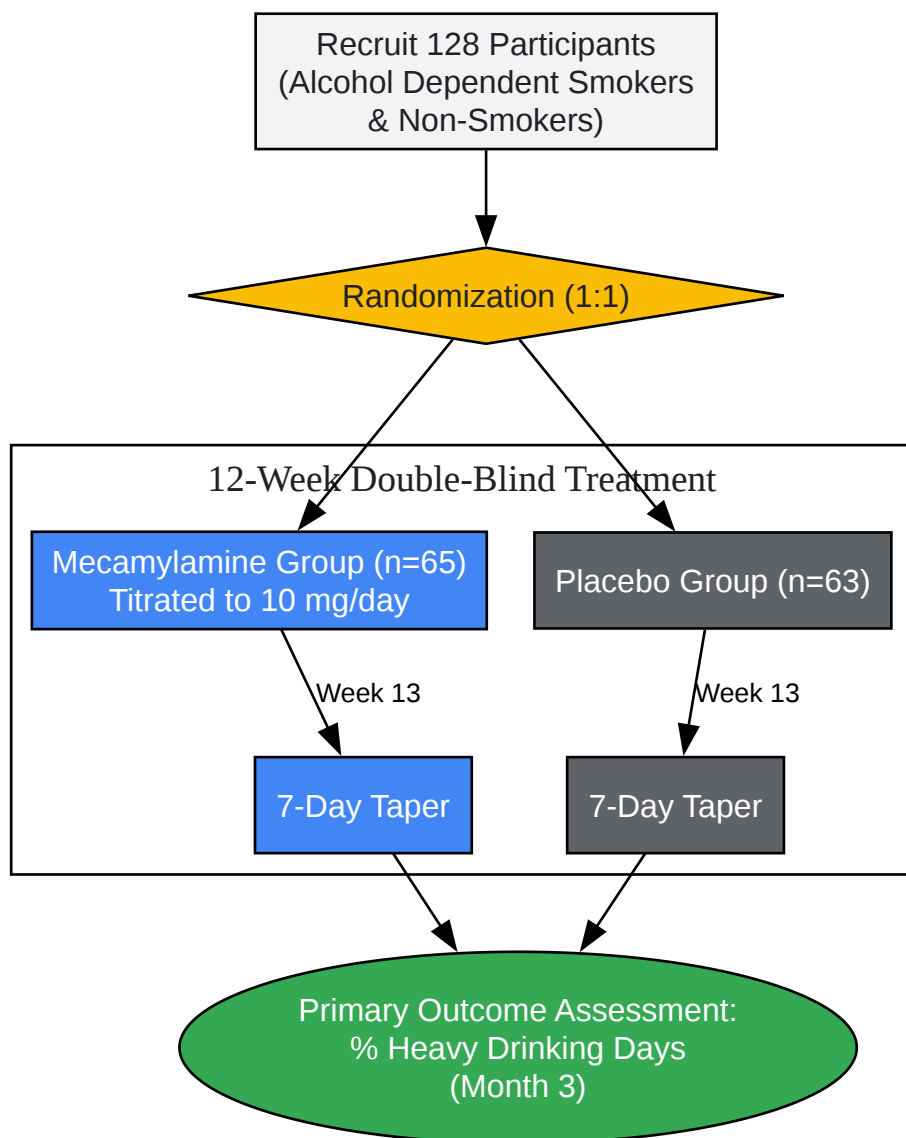 Recruit 128 Participants
(Alcohol Dependent Smokers
& Non-Smokers)
Randomization (1:1)
12-Week Double-Blind Treatment
Mecamylamine Group (n=65)
Titrated to 10 mg/day
Placebo Group (n=63)
Week 13
Week 13
7-Day Taper
7-Day Taper
Primary Outcome Assessment:
% Heavy Drinking Days
(Month 3)